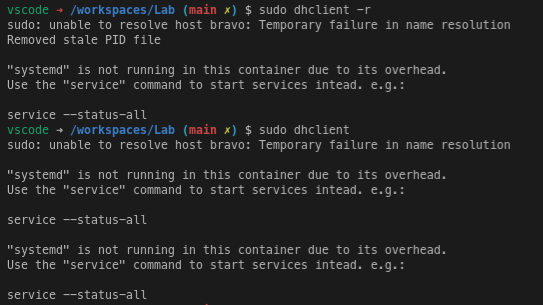 vscode ➜ /workspaces/Lab (main ✗) $ sudo dhclient -r
sudo: unable to resolve host bravo: Temporary failure in name resolution
Removed stale PID file
"systemd" is not running in this container due to its overhead.
Use the "service" command to start services intead. e.g.:
service --status-all
vscode ➜ /workspaces/Lab (main ✗) $ sudo dhclient
sudo: unable to resolve host bravo: Temporary failure in name resolution
"systemd" is not running in this container due to its overhead.
Use the "service" command to start services intead. e.g.:
service --status-all
"systemd" is not running in this container due to its overhead.
Use the "service" command to start services intead. e.g.:
service --status-all